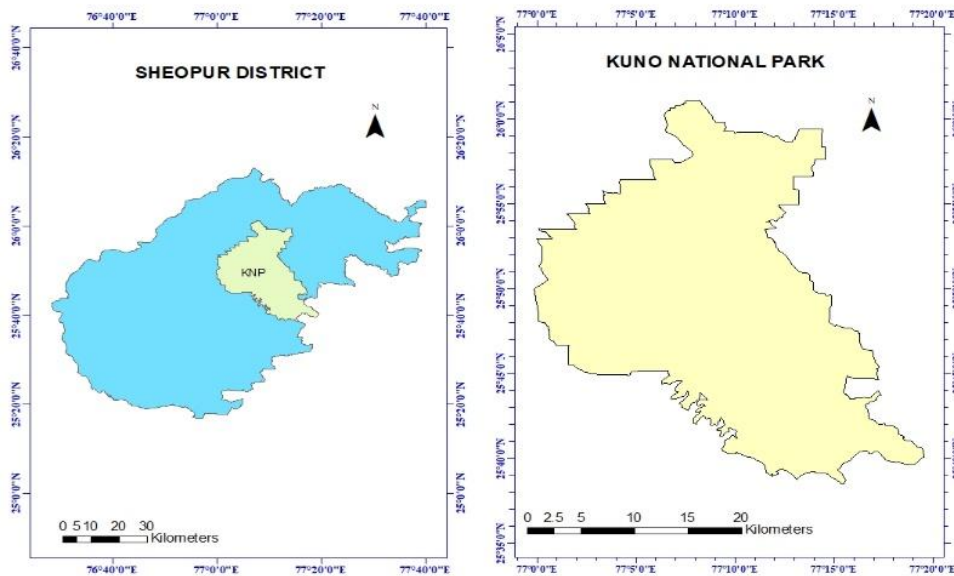 76°40'0"E 77°0'0"E 77°20'0"E 77°40'0"E
SHEOPUR DISTRICT
N
26°40'0"N
26°20'0"N
26°0'0"N
25°40'0"N
25°20'0"N
25°0'0"N
KNP
0 5 10 20 30
Kilometers
76°40'0"E 77°0'0"E 77°20'0"E 77°40'0"E
77°0'0"E 77°5'0"E 77°10'0"E 77°15'0"E 77°20'0"E
KUNO NATIONAL PARK
N
26°5'0"N
26°0'0"N
25°55'0"N
25°50'0"N
25°45'0"N
25°40'0"N
25°35'0"N
0 2.5 5 10 15 20
Kilometers
77°0'0"E 77°5'0"E 77°10'0"E 77°15'0"E 77°20'0"E